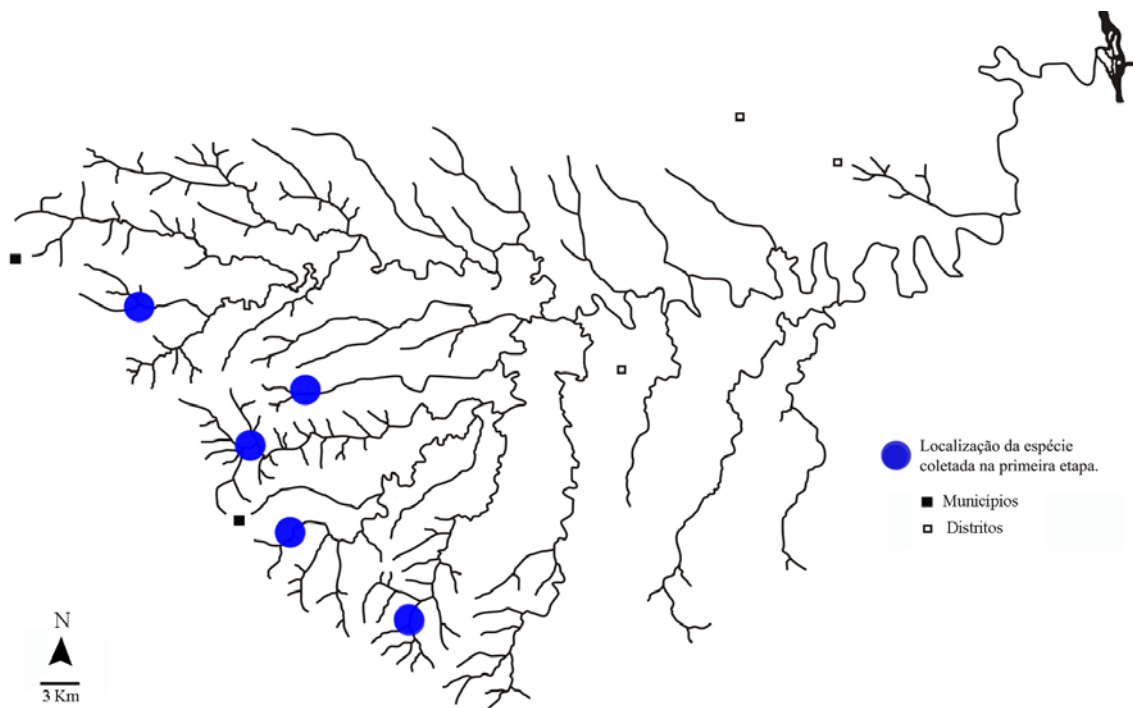 Localização da espécie
coletada na primeira etapa.
Municípios
Distritos
N
3 Km